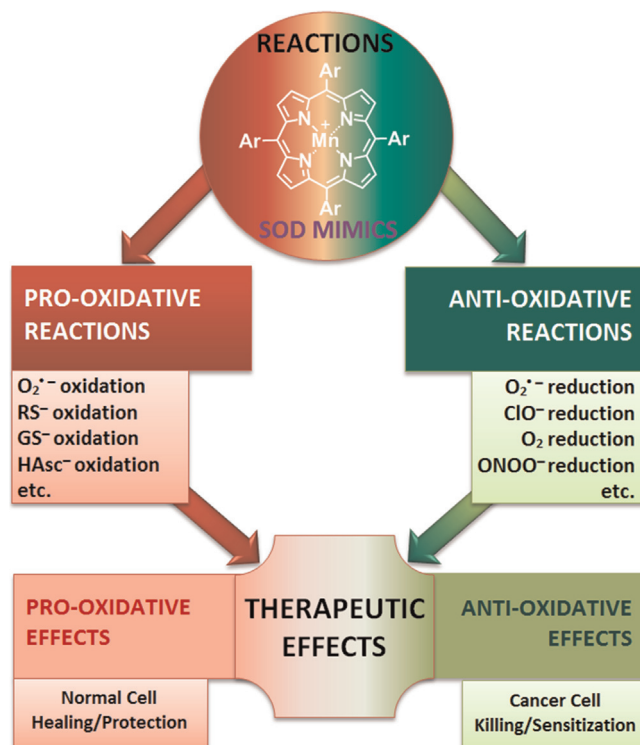 REACTIONS
Ar
N
N
Ar
+
Mn
Ar
N
N
Ar
SOD MIMICS
PRO-OXIDATIVE
REACTIONS
O₂•⁻ oxidation
RS⁻ oxidation
GS⁻ oxidation
HAsc⁻ oxidation
etc.
ANTI-OXIDATIVE
REACTIONS
O₂•⁻ reduction
ClO⁻ reduction
O₂ reduction
ONOO⁻ reduction
etc.
PRO-OXIDATIVE
EFFECTS
Normal Cell
Healing/Protection
THERAPEUTIC
EFFECTS
ANTI-OXIDATIVE
EFFECTS
Cancer Cell
Killing/Sensitization